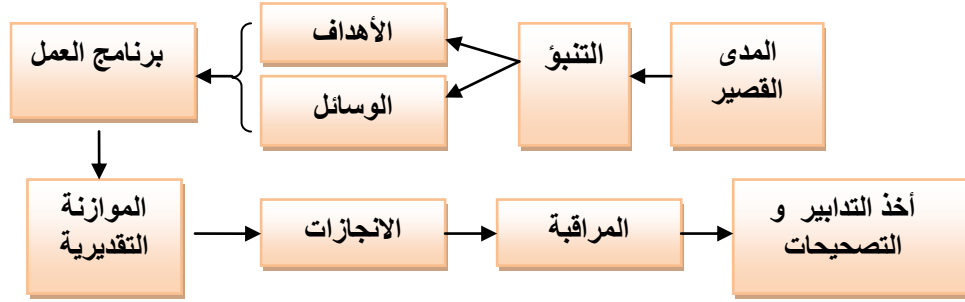 المدى
القصير
التنبؤ
الأهداف
الوسائل
برنامج العمل
الموازنة
التقديرية
الانجازات
المراقبة
أخذ التدابير و
التصحيحات